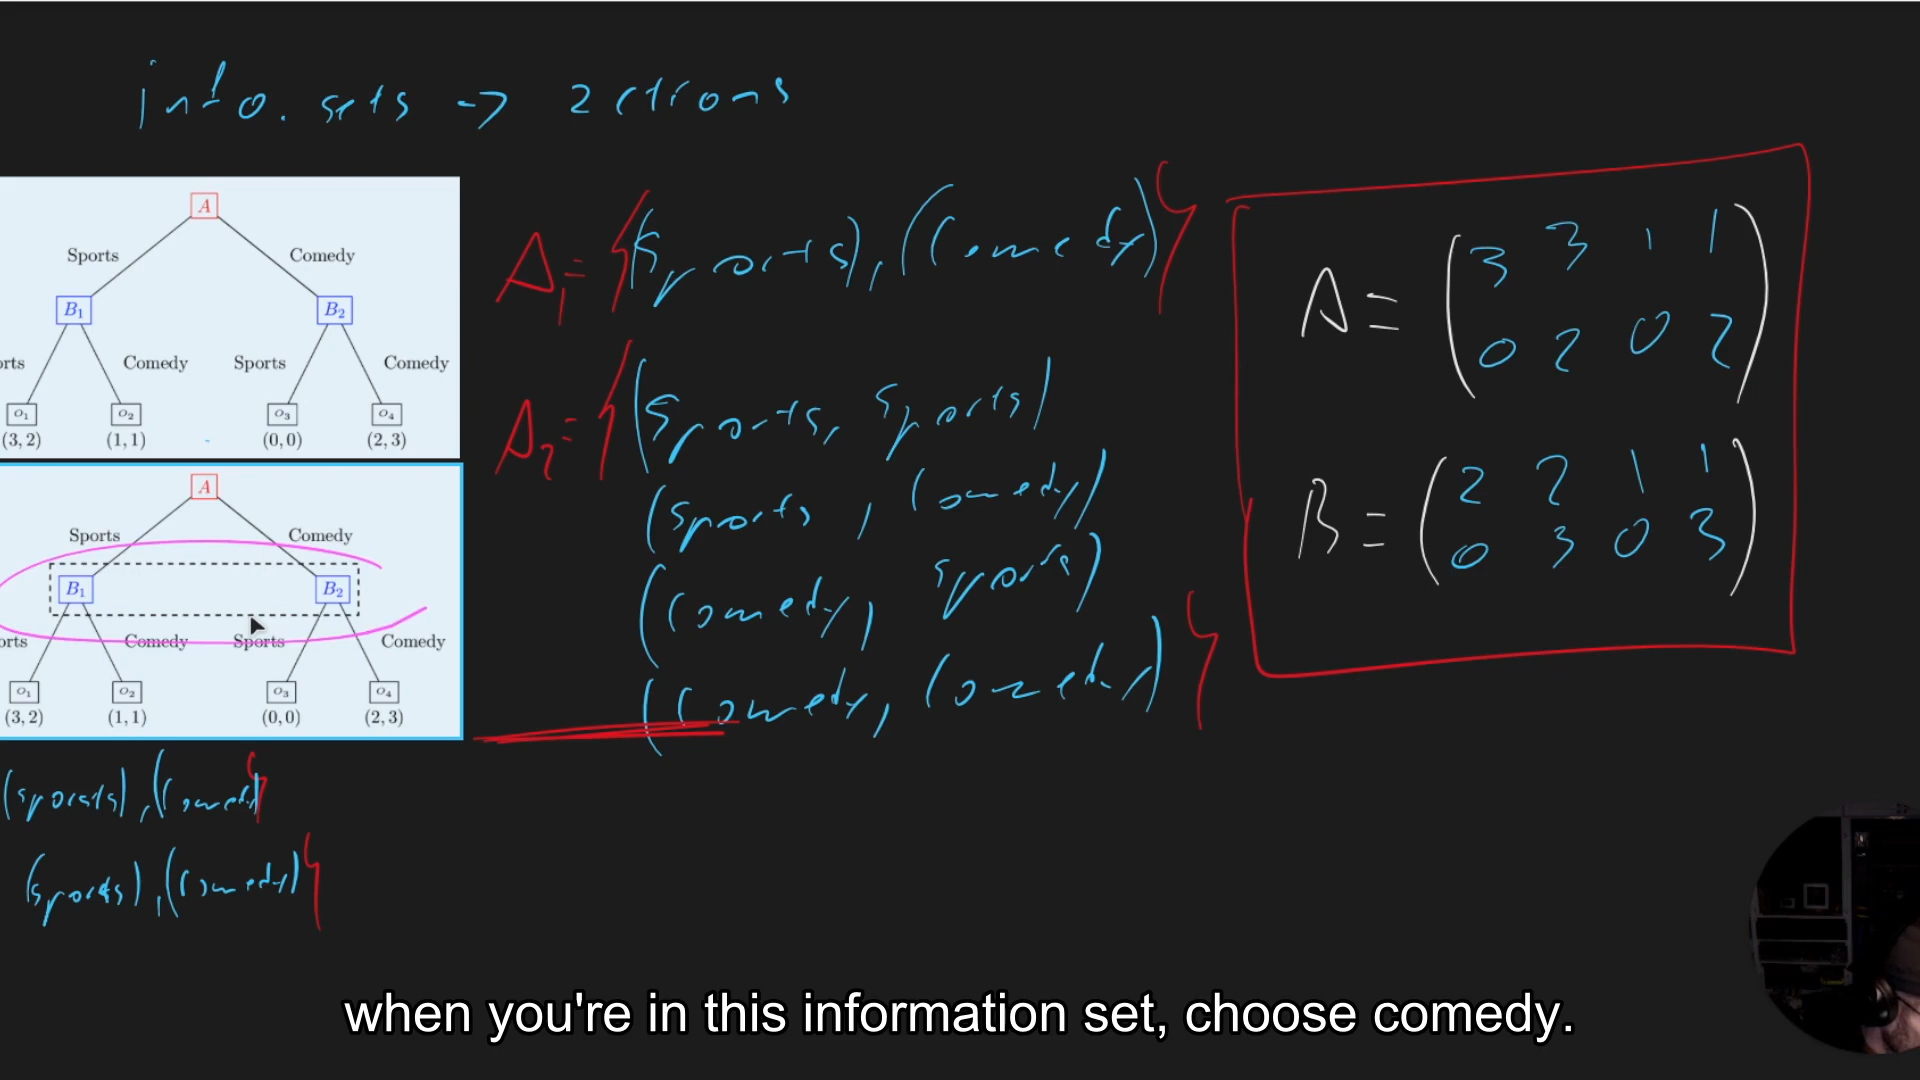 info. sets -> actions
A
Sports Comedy
B1 B2
orts Comedy Sports Comedy
o1 o2 o3 o4
(3, 2) (1, 1) (0, 0) (2, 3)
A
Sports Comedy
B1 B2
orts Comedy Sports Comedy
o1 o2 o3 o4
(3, 2) (1, 1) (0, 0) (2, 3)
(Sports), (Comedy)}
(Sports), (Comedy)}
A1 = {(Sports), (Comedy)}
A2 = {(Sports, Sports)
(Sports, Comedy)
(Comedy, Sports)
(Comedy, Comedy)}
A = (3 3 1 1
0 2 0 2)
B = (2 2 1 1
0 3 0 3)
when you're in this information set, choose comedy.